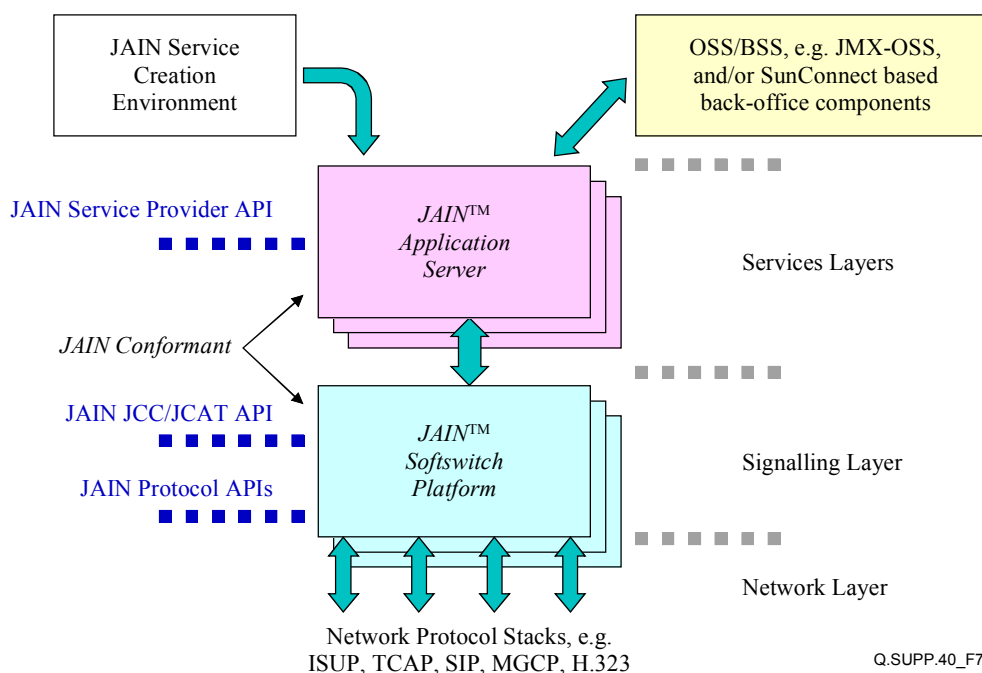 JAIN Service
Creation
Environment
OSS/BSS, e.g. JMX-OSS,
and/or SunConnect based
back-office components
JAIN Service Provider API
JAIN™
Application
Server
Services Layers
JAIN Conformant
JAIN JCC/JCAT API
JAIN™
Softswitch
Platform
Signalling Layer
JAIN Protocol APIs
Network Layer
Network Protocol Stacks, e.g.
ISUP, TCAP, SIP, MGCP, H.323
Q.SUPP.40_F7